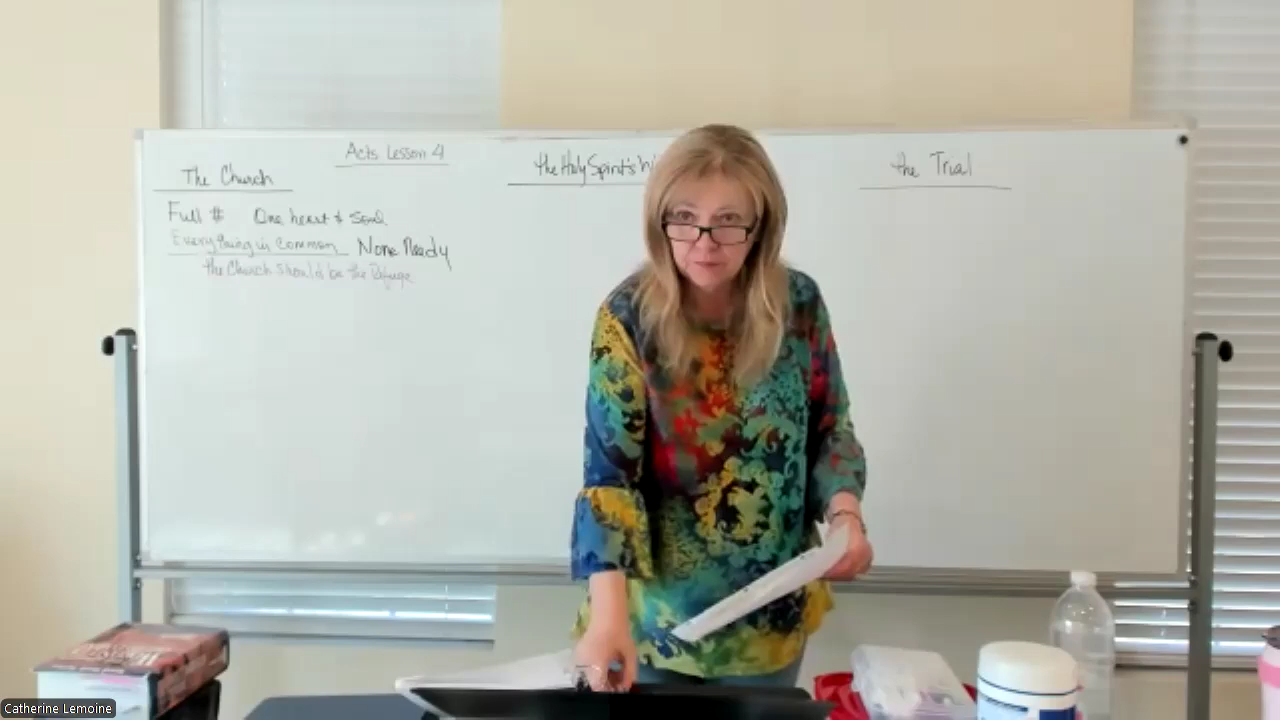 Acts Lesson 4
The Church
the Holy Spirit's
the Trial
Full # One heart & Soul
Everything in Common None Needy
the Church should be the Refuge
Catherine Lemoine